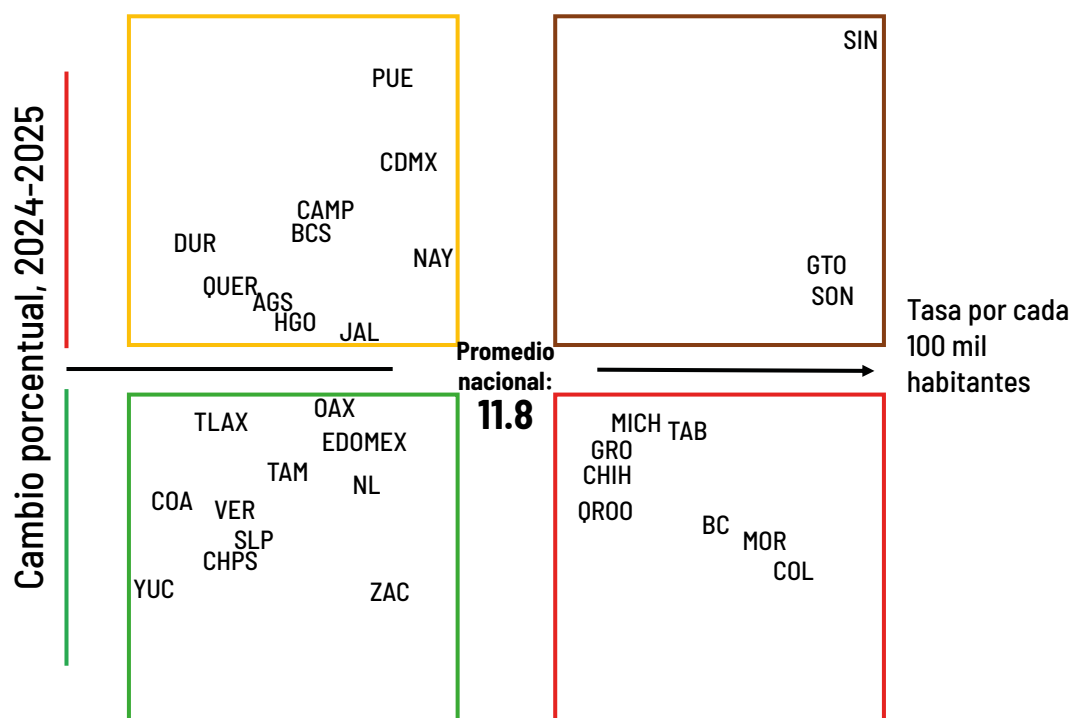 Cambio porcentual, 2024-2025
PUE
CDMX
CAMP
BCS
DUR
NAY
QUER
AGS
HGO
JAL
SIN
GTO
SON
Promedio
nacional:
11.8
Tasa por cada
100 mil
habitantes
TLAX
OAX
EDOMEX
TAM
NL
COA
VER
SLP
CHPS
YUC
ZAC
MICH
TAB
GRO
CHIH
QROO
BC
MOR
COL